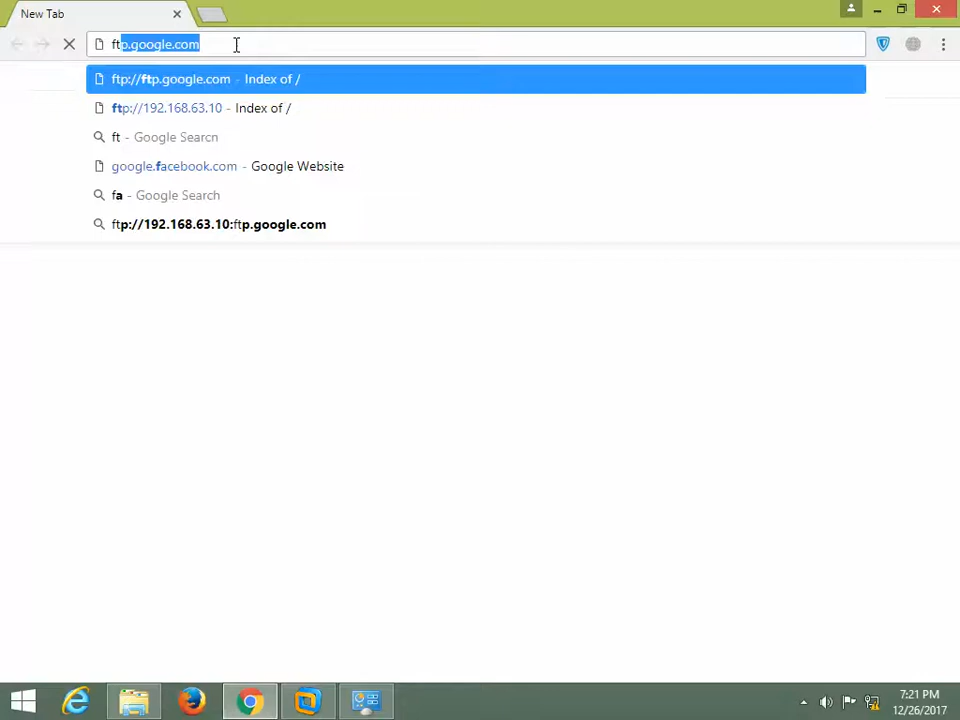 New Tab
ftp.google.com
ftp://ftp.google.com - Index of /
ftp://192.168.63.10 - Index of /
ft - Google Search
google.facebook.com - Google Website
fa - Google Search
ftp://192.168.63.10:ftp.google.com
7:21 PM
12/26/2017